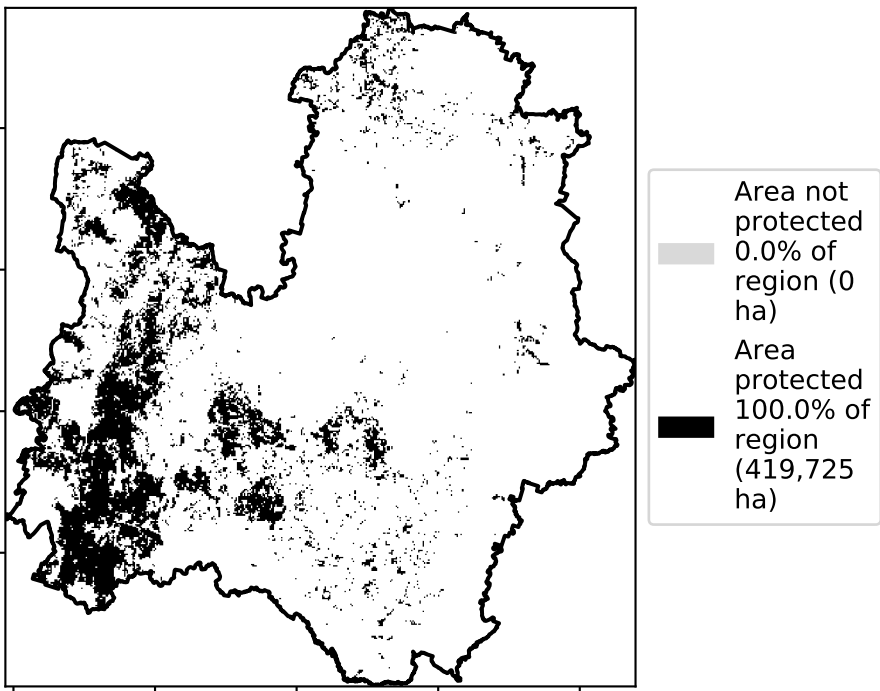 Area not
protected
0.0% of
region (0
ha)
Area
protected
100.0% of
region
(419,725
ha)